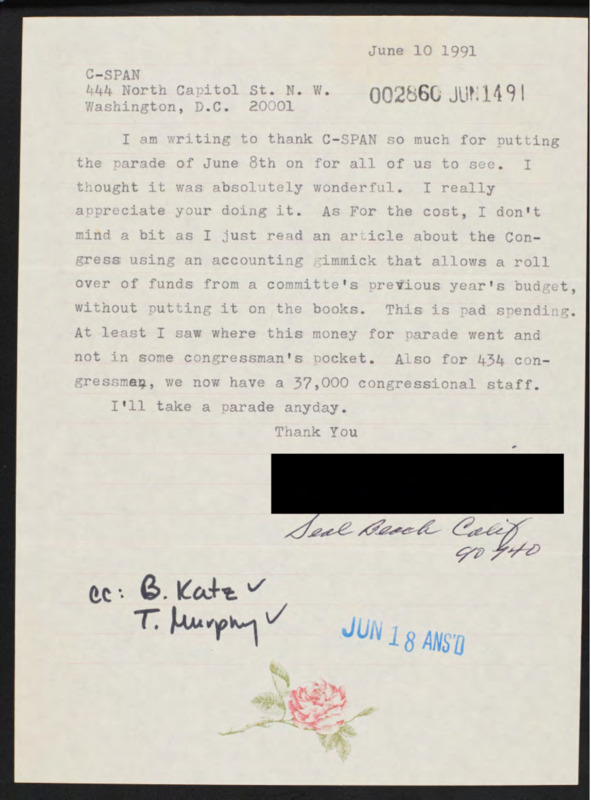 June 10 1991
C-SPAN
444 North Capitol St. N. W.
Washington, D.C.  20001
002860 JUN1491
I am writing to thank C-SPAN so much for putting
the parade of June 8th on for all of us to see.  I
thought it was absolutely wonderful.  I really
appreciate your doing it.  As For the cost, I don't
mind a bit as I just read an article about the Con-
gress using an accounting gimmick that allows a roll
over of funds from a committe's previous year's budget,
without putting it on the books.  This is pad spending.
At least I saw where this money for parade went and
not in some congressman's pocket.  Also for 434 con-
gressmen, we now have a 37,000 congressional staff.
I'll take a parade anyday.
Thank You
Seal Beach Calif
90740
cc: B. Katz ✓
T. Murphy ✓
JUN 18 ANS'D